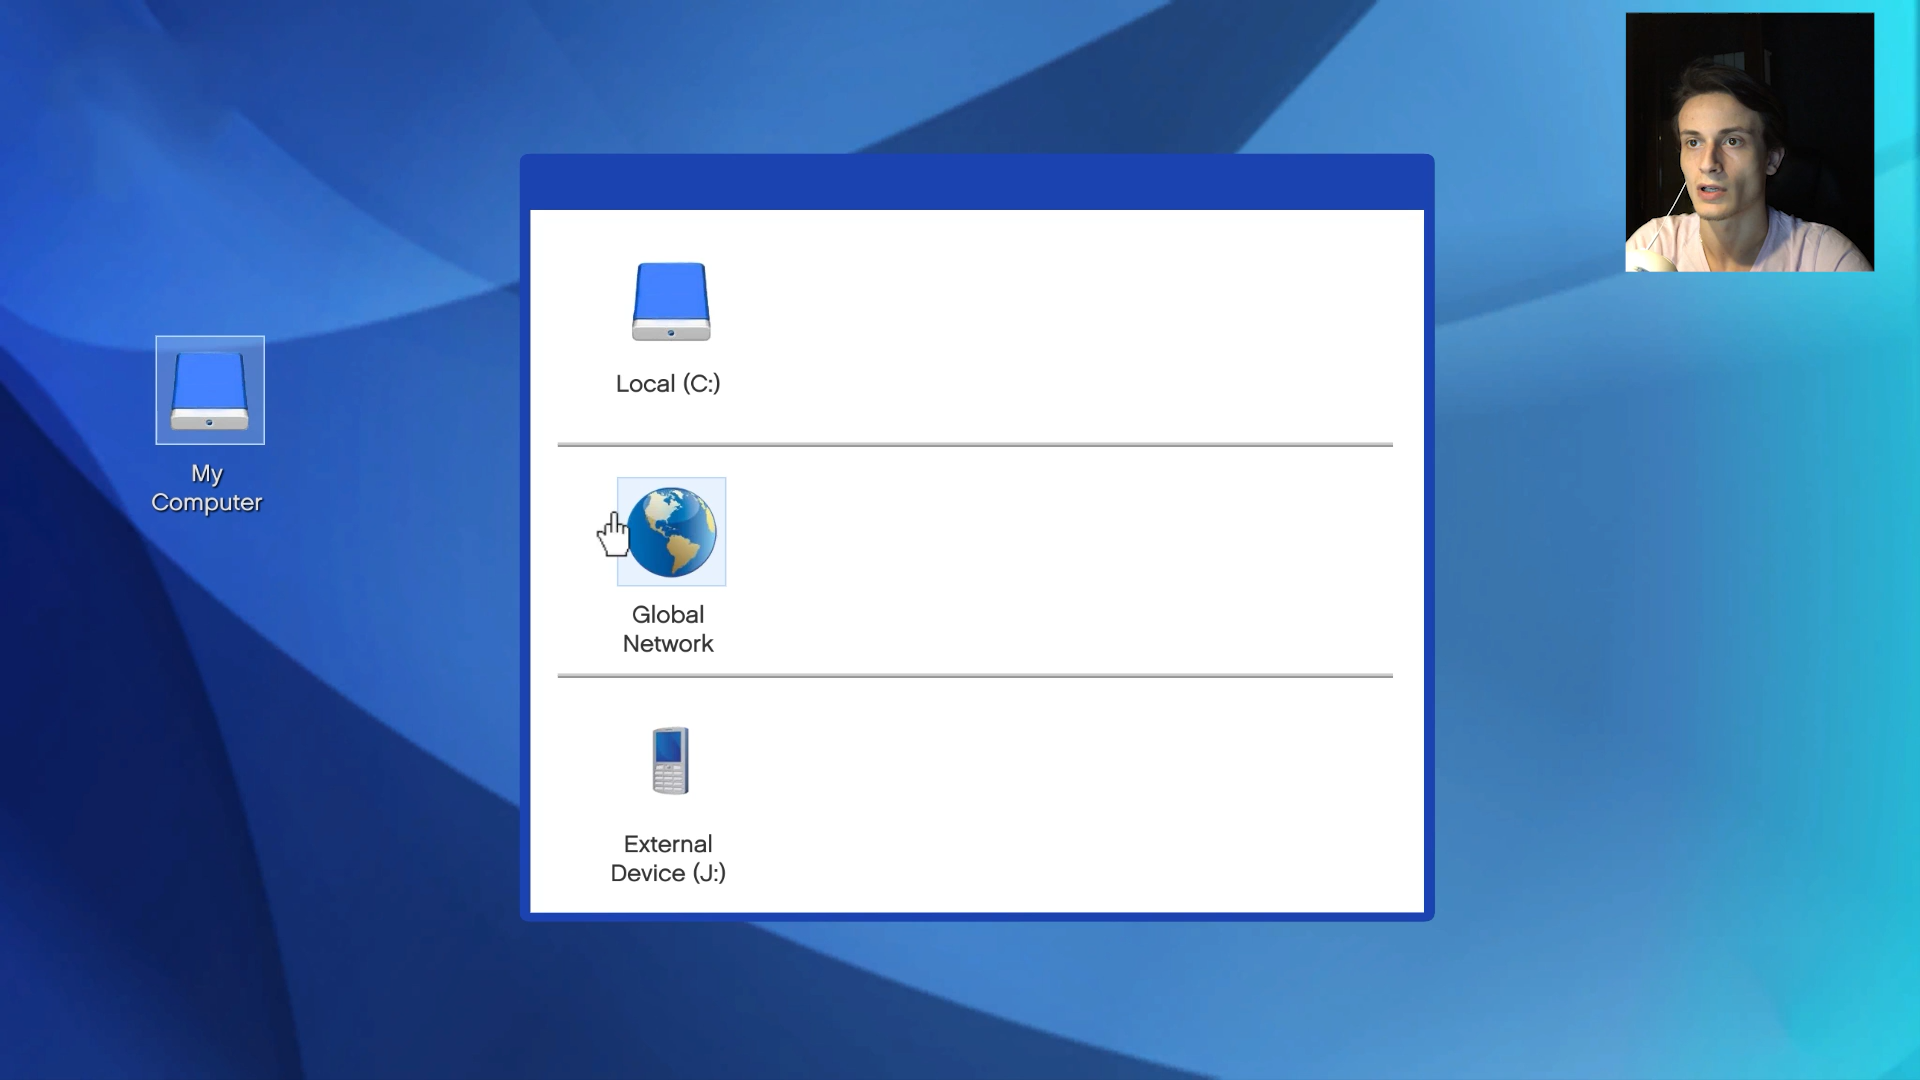 My
Computer
Local (C:)
Global
Network
External
Device (J:)